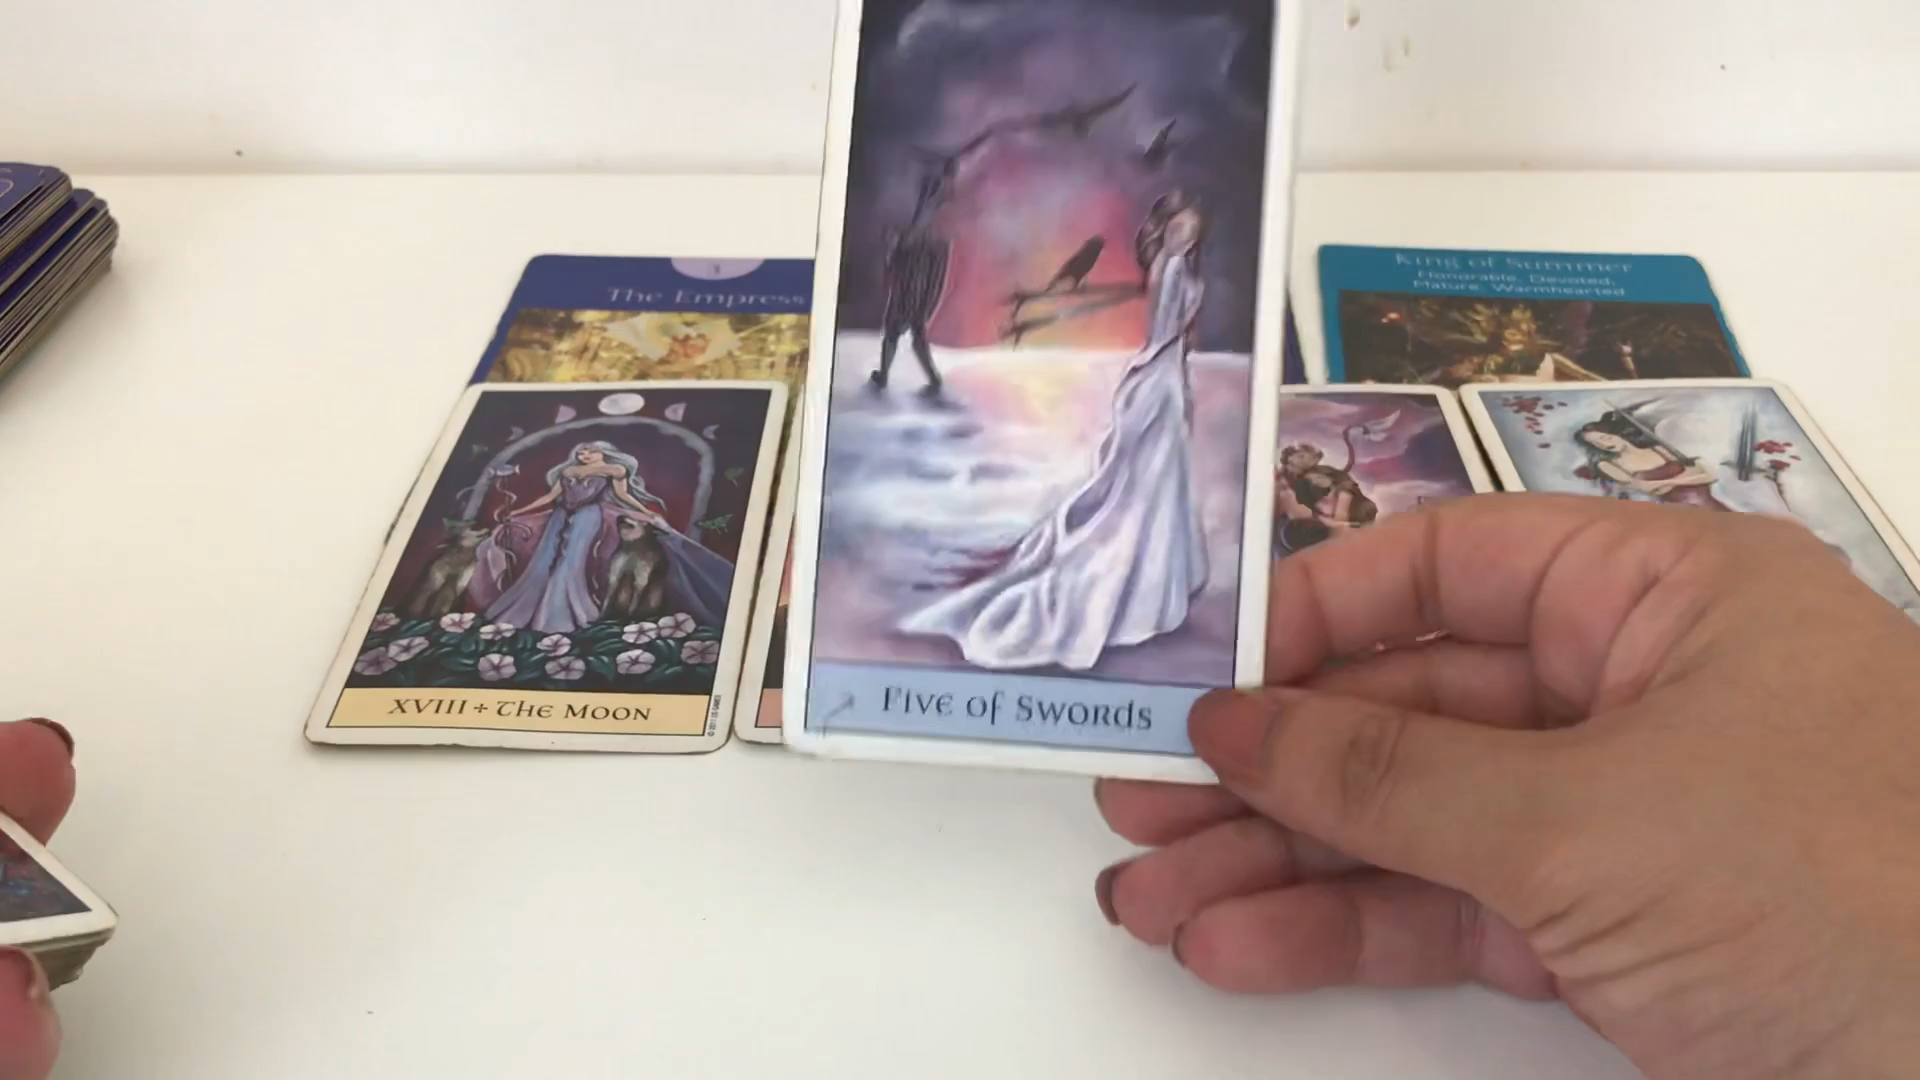 The Empress
King of Summer
Honorable, Devoted,
Mature, Warmhearted
XVIII + THE MOON
FIVE OF SWORDS